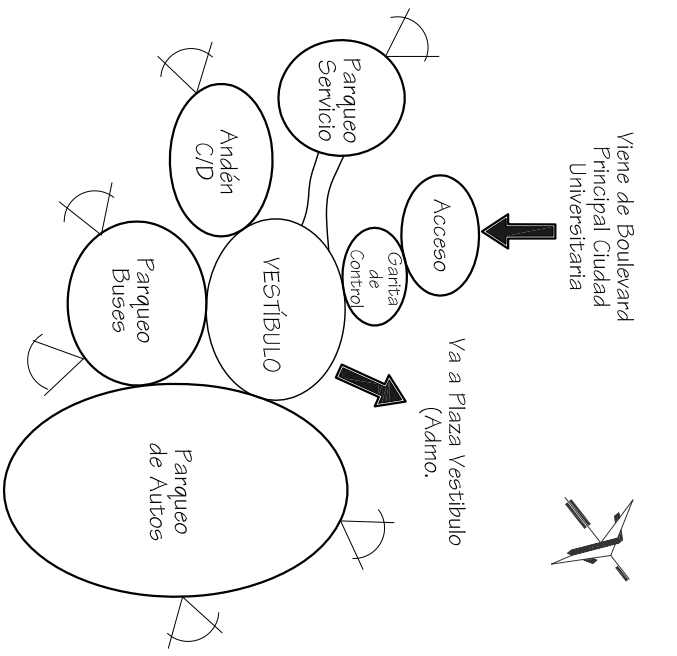 Viene de Boulevard
Principal Ciudad
Universitaria
Va a Plaza Vestibulo
(Admo.
Acceso
Garita
de
Control
Parqueo
Servicio
VESTÍBULO
Andén
C/D
Parqueo
Buses
Parqueo
de Autos